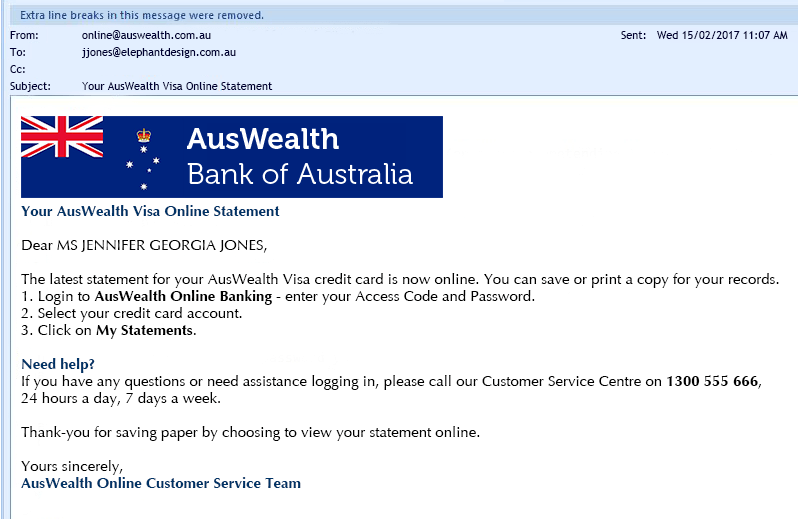 Extra line breaks in this message were removed.
From: online@auswealth.com.au Sent: Wed 15/02/2017 11:07 AM
To: jjones@elephantdesign.com.au
Cc:
Subject: Your AusWealth Visa Online Statement
AusWealth
Bank of Australia
Your AusWealth Visa Online Statement
Dear MS JENNIFER GEORGIA JONES,
The latest statement for your AusWealth Visa credit card is now online. You can save or print a copy for your records.
1. Login to AusWealth Online Banking - enter your Access Code and Password.
2. Select your credit card account.
3. Click on My Statements.
Need help?
If you have any questions or need assistance logging in, please call our Customer Service Centre on 1300 555 666,
24 hours a day, 7 days a week.
Thank-you for saving paper by choosing to view your statement online.
Yours sincerely,
AusWealth Online Customer Service Team